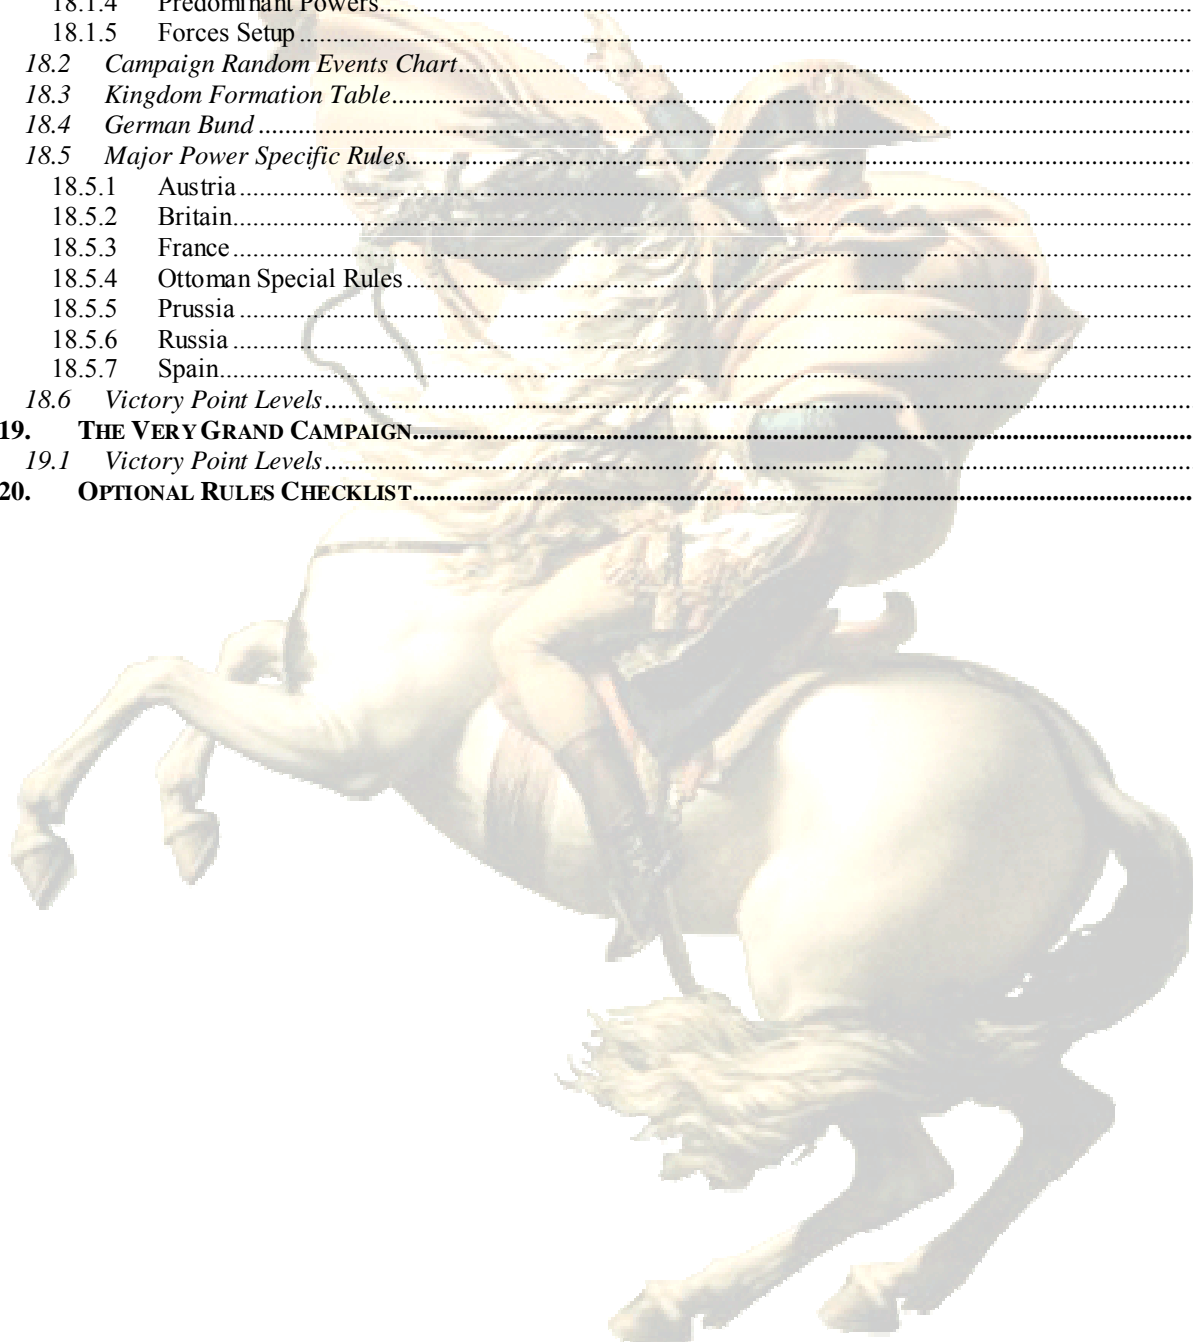 18.1.4 Predominant Powers
18.1.5 Forces Setup
18.2 Campaign Random Events Chart
18.3 Kingdom Formation Table
18.4 German Bund
18.5 Major Power Specific Rules
18.5.1 Austria
18.5.2 Britain
18.5.3 France
18.5.4 Ottoman Special Rules
18.5.5 Prussia
18.5.6 Russia
18.5.7 Spain
18.6 Victory Point Levels
19. THE VERY GRAND CAMPAIGN
19.1 Victory Point Levels
20. OPTIONAL RULES CHECKLIST